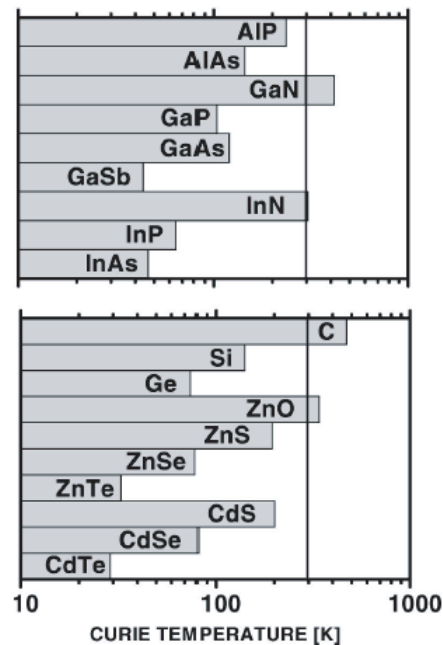 AlP
AlAs
GaN
GaP
GaAs
GaSb
InN
InP
InAs
C
Si
Ge
ZnO
ZnS
ZnSe
ZnTe
CdS
CdSe
CdTe
10 100 1000
CURIE TEMPERATURE [K]